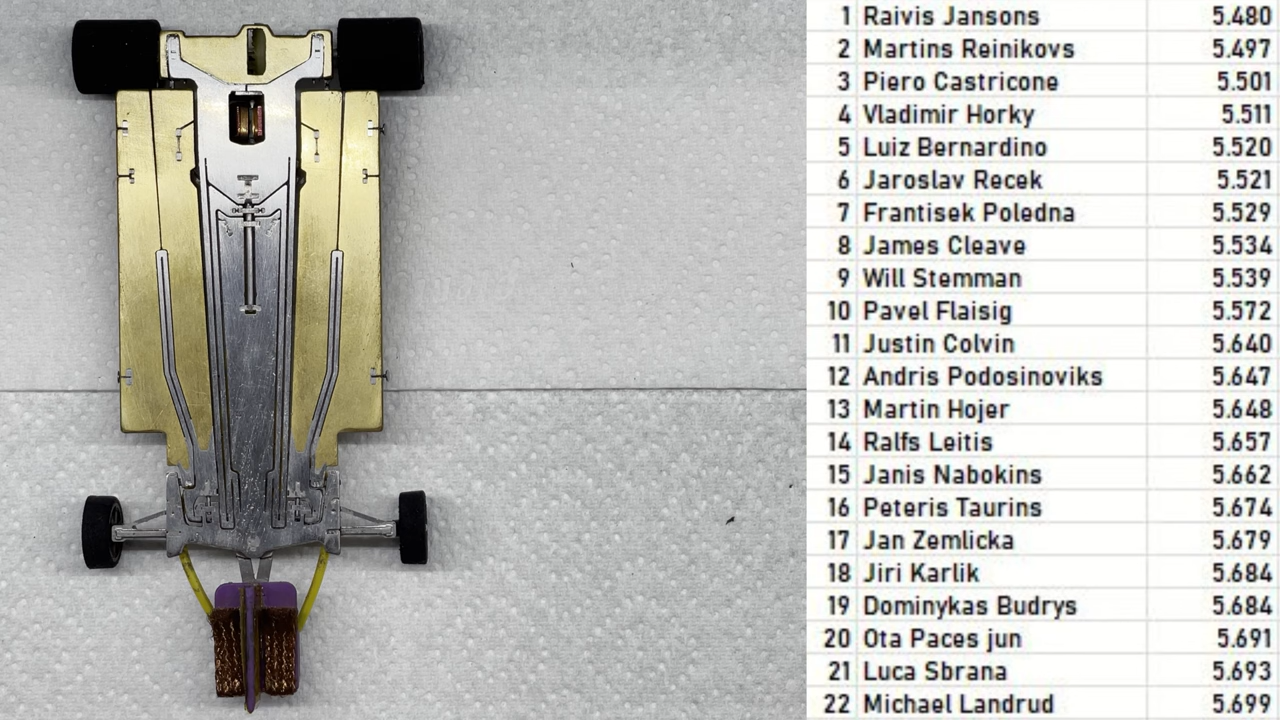 1 Raivis Jansons 5.480
2 Martins Reinikovs 5.497
3 Piero Castricone 5.501
4 Vladimir Horky 5.511
5 Luiz Bernardino 5.520
6 Jaroslav Recek 5.521
7 Frantisek Poledna 5.529
8 James Cleave 5.534
9 Will Stemman 5.539
10 Pavel Flaisig 5.572
11 Justin Colvin 5.640
12 Andris Podosinoviks 5.647
13 Martin Hojer 5.648
14 Ralfs Leitis 5.657
15 Janis Nabokins 5.662
16 Peteris Taurins 5.674
17 Jan Zemlicka 5.679
18 Jiri Karlik 5.684
19 Dominykas Budrys 5.684
20 Ota Paces jun 5.691
21 Luca Sbrana 5.693
22 Michael Landrud 5.699